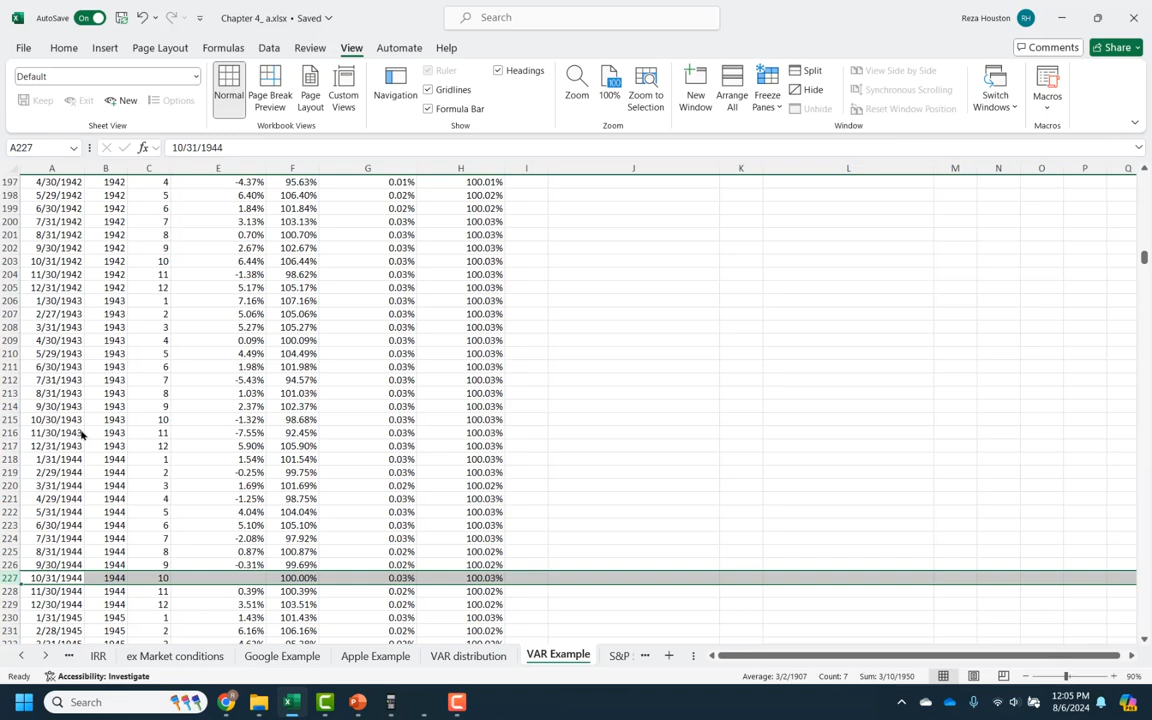 AutoSave On Chapter 4_ a.xlsx • Saved Search Reza Houston RH
File Home Insert Page Layout Formulas Data Review View Automate Help Comments Share
Default Ruler Headings Split View Side by Side
Keep Exit New Options Gridlines Hide Synchronous Scrolling
Formula Bar Unhide Reset Window Position
Normal Page Break Preview Page Layout Custom Views Navigation Zoom 100% Zoom to Selection New Window Arrange All Freeze Panes Switch Windows Macros
Sheet View Workbook Views Show Zoom Window Macros
A227 fx 10/31/1944
A B C E F G H I J K L M N O P Q
197 4/30/1942 1942 4 -4.37% 95.63% 0.01% 100.01%
198 5/29/1942 1942 5 6.40% 106.40% 0.02% 100.02%
199 6/30/1942 1942 6 1.84% 101.84% 0.02% 100.02%
200 7/31/1942 1942 7 3.13% 103.13% 0.03% 100.03%
201 8/31/1942 1942 8 0.70% 100.70% 0.03% 100.03%
202 9/30/1942 1942 9 2.67% 102.67% 0.03% 100.03%
203 10/31/1942 1942 10 6.44% 106.44% 0.03% 100.03%
204 11/30/1942 1942 11 -1.38% 98.62% 0.03% 100.03%
205 12/31/1942 1942 12 5.17% 105.17% 0.03% 100.03%
206 1/30/1943 1943 1 7.16% 107.16% 0.03% 100.03%
207 2/27/1943 1943 2 5.06% 105.06% 0.03% 100.03%
208 3/31/1943 1943 3 5.27% 105.27% 0.03% 100.03%
209 4/30/1943 1943 4 0.09% 100.09% 0.03% 100.03%
210 5/29/1943 1943 5 4.49% 104.49% 0.03% 100.03%
211 6/30/1943 1943 6 1.98% 101.98% 0.03% 100.03%
212 7/31/1943 1943 7 -5.43% 94.57% 0.03% 100.03%
213 8/31/1943 1943 8 1.03% 101.03% 0.03% 100.03%
214 9/30/1943 1943 9 2.37% 102.37% 0.03% 100.03%
215 10/30/1943 1943 10 -1.32% 98.68% 0.03% 100.03%
216 11/30/1943 1943 11 -7.55% 92.45% 0.03% 100.03%
217 12/31/1943 1943 12 5.90% 105.90% 0.03% 100.03%
218 1/31/1944 1944 1 1.54% 101.54% 0.03% 100.03%
219 2/29/1944 1944 2 -0.25% 99.75% 0.03% 100.03%
220 3/31/1944 1944 3 1.69% 101.69% 0.02% 100.02%
221 4/29/1944 1944 4 -1.25% 98.75% 0.03% 100.03%
222 5/31/1944 1944 5 4.04% 104.04% 0.03% 100.03%
223 6/30/1944 1944 6 5.10% 105.10% 0.03% 100.03%
224 7/31/1944 1944 7 -2.08% 97.92% 0.03% 100.03%
225 8/31/1944 1944 8 0.87% 100.87% 0.02% 100.02%
226 9/30/1944 1944 9 -0.31% 99.69% 0.02% 100.02%
227 10/31/1944 1944 10 100.00% 0.03% 100.03%
228 11/30/1944 1944 11 0.39% 100.39% 0.02% 100.02%
229 12/30/1944 1944 12 3.51% 103.51% 0.02% 100.02%
230 1/31/1945 1945 1 1.43% 101.43% 0.02% 100.02%
231 2/28/1945 1945 2 6.16% 106.16% 0.02% 100.02%
IRR ex Market conditions Google Example Apple Example VAR distribution VAR Example S&P
Ready Accessibility: Investigate Average: 3/2/1907 Count: 7 Sum: 3/10/1950 90%
Search 12:05 PM
8/6/2024